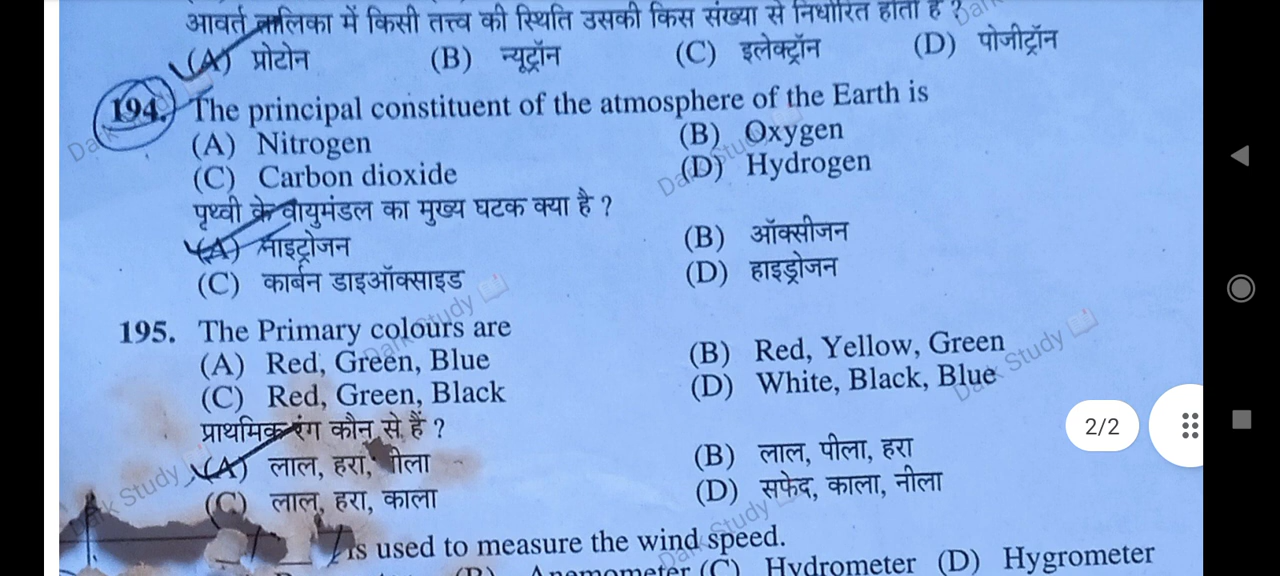 आवर्त तालिका में किसी तत्त्व की स्थिति उसकी किस संख्या से निर्धारित होती है ?
(A) प्रोटोन (B) न्यूट्रॉन (C) इलेक्ट्रॉन (D) पोजीट्रॉन
194. The principal constituent of the atmosphere of the Earth is
(A) Nitrogen (B) Oxygen
(C) Carbon dioxide (D) Hydrogen
पृथ्वी के वायुमंडल का मुख्य घटक क्या है ?
(A) नाइट्रोजन (B) ऑक्सीजन
(C) कार्बन डाइऑक्साइड (D) हाइड्रोजन
195. The Primary colours are
(A) Red, Green, Blue (B) Red, Yellow, Green
(C) Red, Green, Black (D) White, Black, Blue
प्राथमिक रंग कौन से हैं ?
(A) लाल, हरा, नीला (B) लाल, पीला, हरा
(C) लाल, हरा, काला (D) सफेद, काला, नीला
is used to measure the wind speed.
(B) Anemometer (C) Hydrometer (D) Hygrometer
2/2
Dark Study